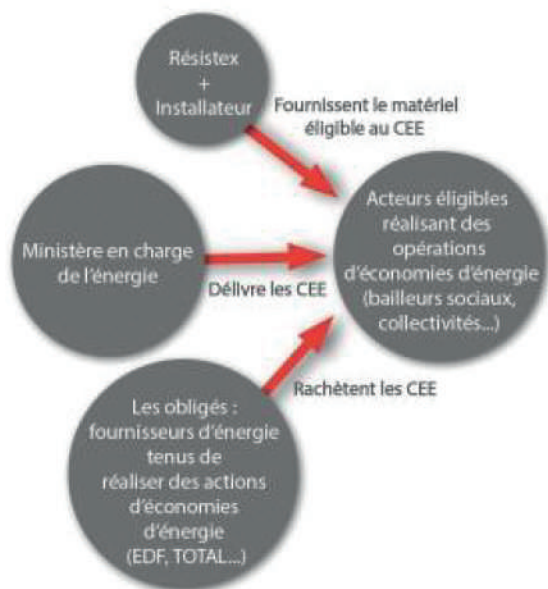 Résistex
+
Installateur
Fournissent le matériel
éligible au CEE
Acteurs éligibles
réalisant des
opérations
d'économies d'énergie
(bailleurs sociaux,
collectivités...)
Ministère en charge
de l'énergie
Délivre les CEE
Rachètent les CEE
Les obligés :
fournisseurs d'énergie
tenus de
réaliser des actions
d'économies
d'énergie
(EDF, TOTAL...)